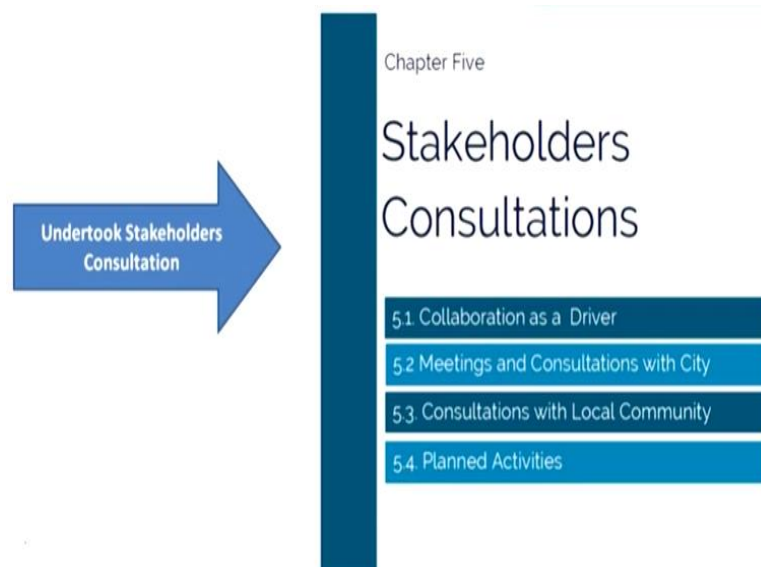 Undertook Stakeholders
Consultation
Chapter Five
Stakeholders
Consultations
5.1. Collaboration as a Driver
5.2 Meetings and Consultations with City
5.3. Consultations with Local Community
5.4. Planned Activities